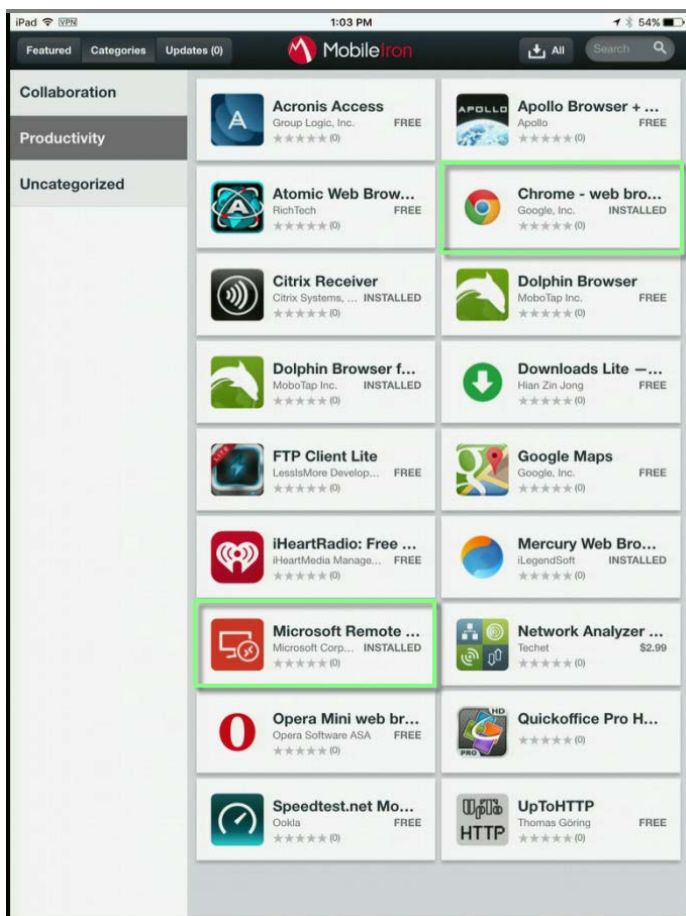 iPad VPN 1:03 PM 54%
Featured Categories Updates (0) MobileIron All Search
Collaboration
Productivity
Uncategorized
Acronis Access
Group Logic, Inc. FREE
(0)
Apollo Browser + ...
Apollo FREE
(0)
Atomic Web Brow...
RichTech FREE
(0)
Chrome - web bro...
Google, Inc. INSTALLED
(0)
Citrix Receiver
Citrix Systems, ... INSTALLED
(0)
Dolphin Browser
MoboTap Inc. FREE
(0)
Dolphin Browser f...
MoboTap Inc. INSTALLED
(0)
Downloads Lite —...
Hian Zin Jong FREE
(0)
LITE
FTP Client Lite
LessIsMore Develop... FREE
(0)
Google Maps
Google, Inc. FREE
(0)
iHeartRadio: Free ...
iHeartMedia Manage... FREE
(0)
Mercury Web Bro...
iLegendSoft INSTALLED
(0)
Microsoft Remote ...
Microsoft Corp... INSTALLED
(0)
Network Analyzer ...
Techet $2.99
(0)
Opera Mini web br...
Opera Software ASA FREE
(0)
HD
PRO
Quickoffice Pro H...
(0)
Speedtest.net Mo...
Ookla FREE
(0)
HTTP
UpToHTTP
Thomas Göring FREE
(0)